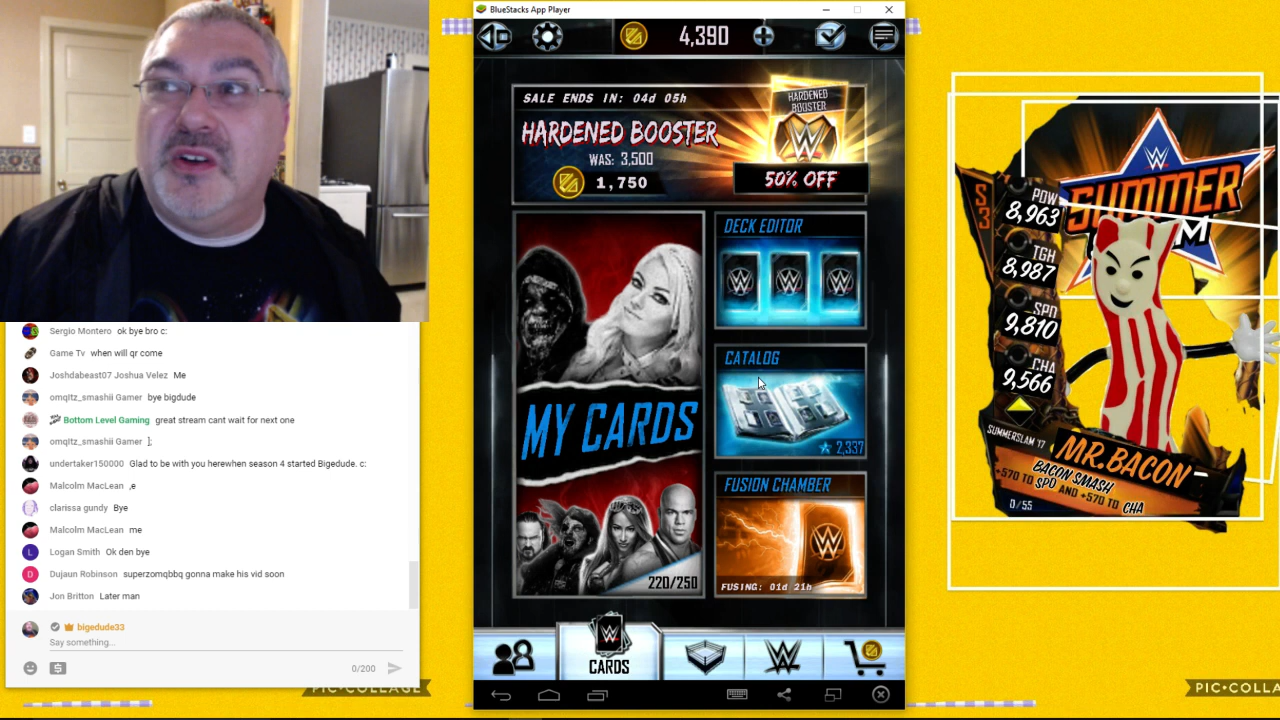 BlueStacks App Player
4,390
SALE ENDS IN: 04d 05h
HARDENED BOOSTER
WAS: 3,500
1,750
HARDENED
BOOSTER
50% OFF
MY CARDS
220/250
DECK EDITOR
CATALOG
2,337
FUSION CHAMBER
FUSING: 01d 21h
CARDS
Sergio Montero ok bye bro c:
Game Tv when will qr come
Joshdabeast07 Joshua Velez Me
omqItz_smashii Gamer bye bigdude
Bottom Level Gaming great stream cant wait for next one
omqItz_smashii Gamer ];
undertaker150000 Glad to be with you herewhen season 4 started Bigedude. c:
Malcolm MacLean ,e
clarissa gundy Bye
Malcolm MacLean me
L Logan Smith Ok den bye
D Dujaun Robinson superzomqbbq gonna make his vid soon
Jon Britton Later man
bigedude33
Say something...
0/200
PIC•COLLAGE
SUMMER
S
3
POW
8,963
TGH
8,987
SPD
9,810
CHA
9,566
SUMMERSLAM '17
MR.BACON
BACON SMASH
+570 TO SPD AND +570 TO CHA
0/55
PIC•COLLA